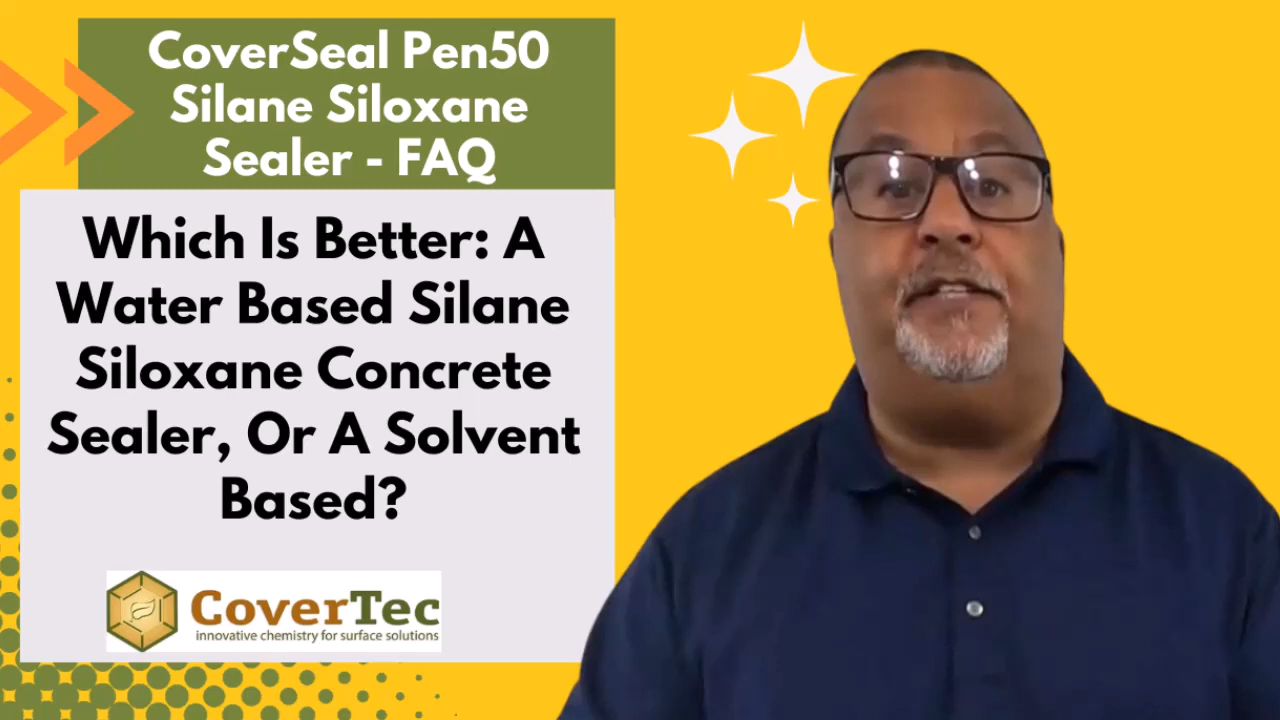 CoverSeal Pen50
Silane Siloxane
Sealer - FAQ
Which Is Better: A
Water Based Silane
Siloxane Concrete
Sealer, Or A Solvent
Based?
CoverTec
innovative chemistry for surface solutions